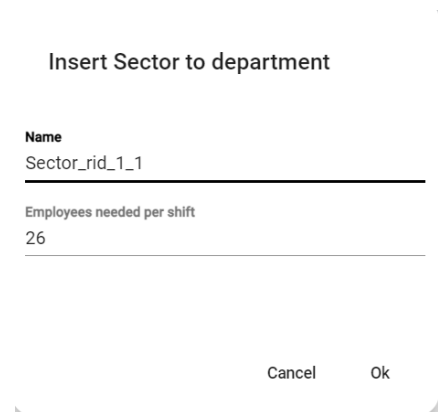 Insert Sector to department
Name
Sector_rid_1_1
Employees needed per shift
26
Cancel Ok